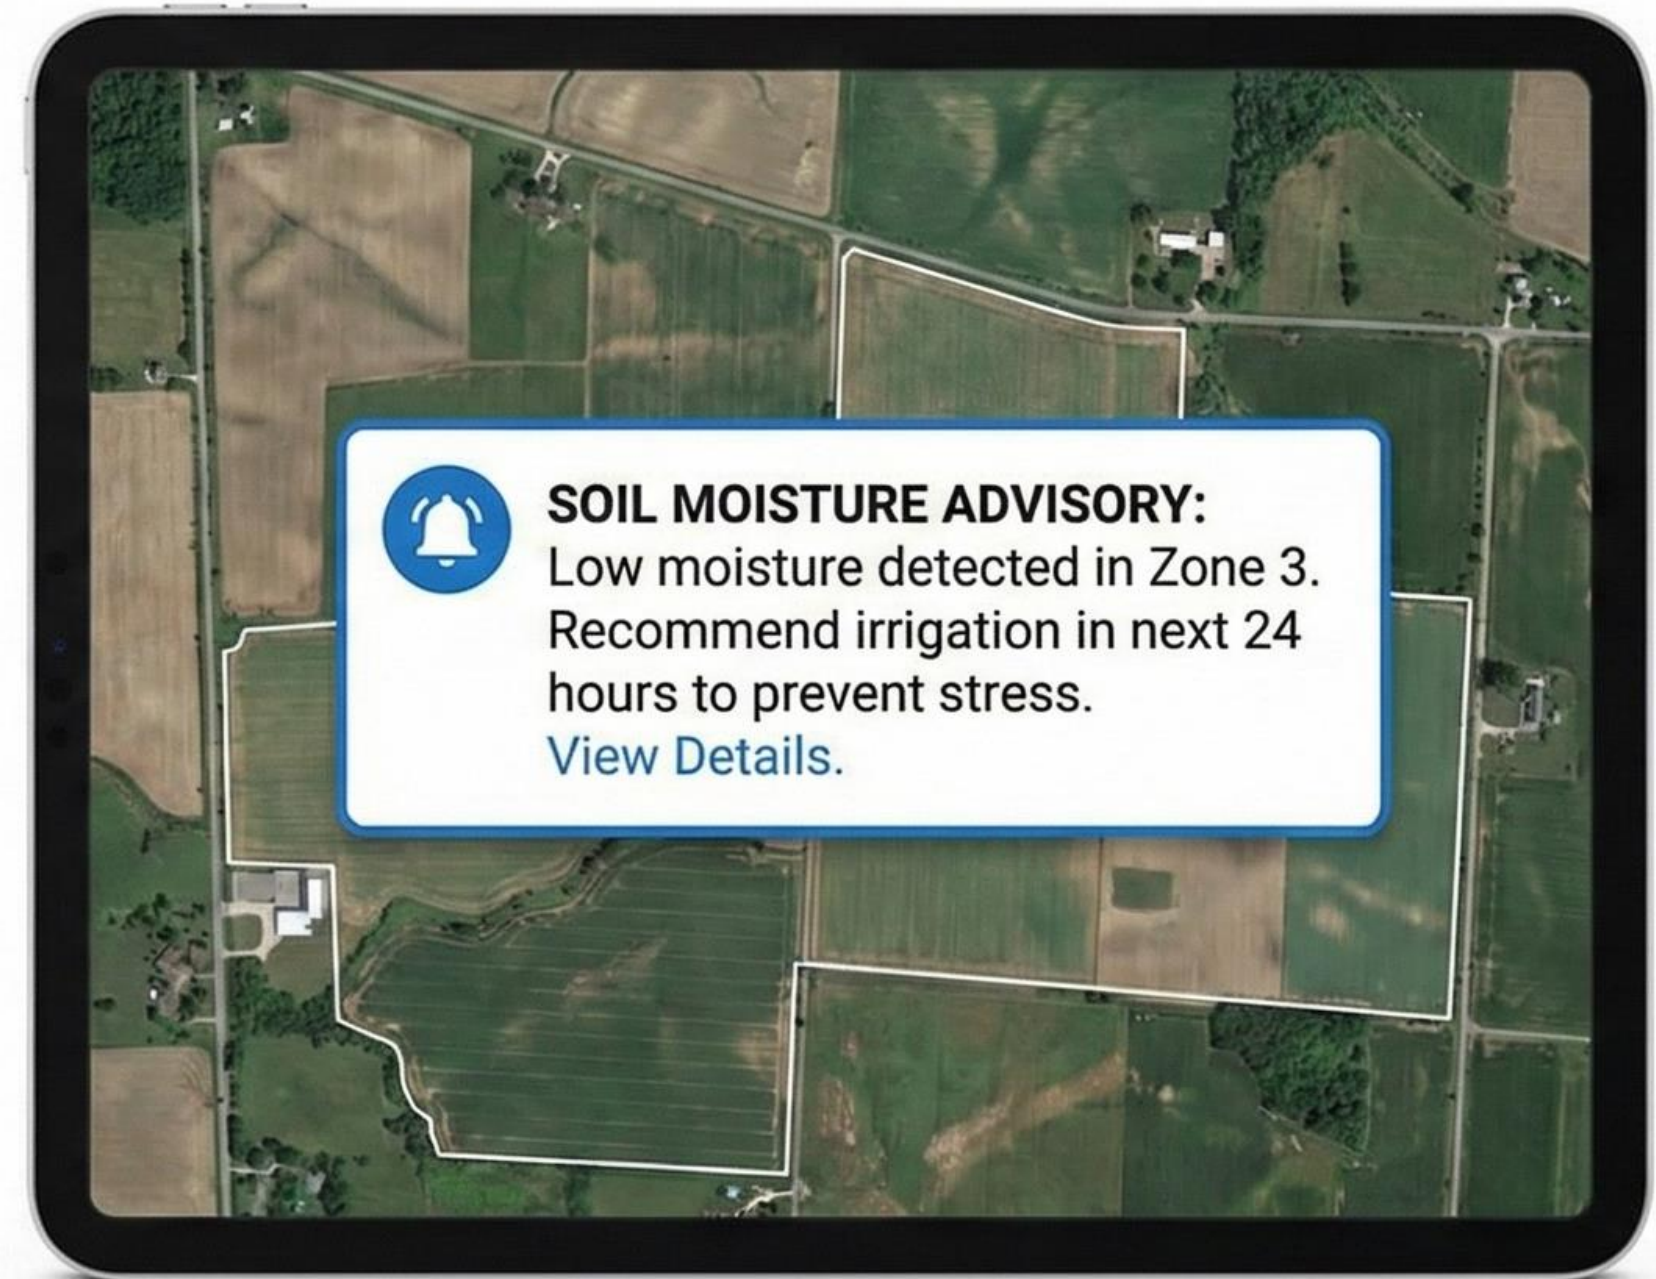 SOIL MOISTURE ADVISORY:
Low moisture detected in Zone 3.
Recommend irrigation in next 24
hours to prevent stress.
View Details.